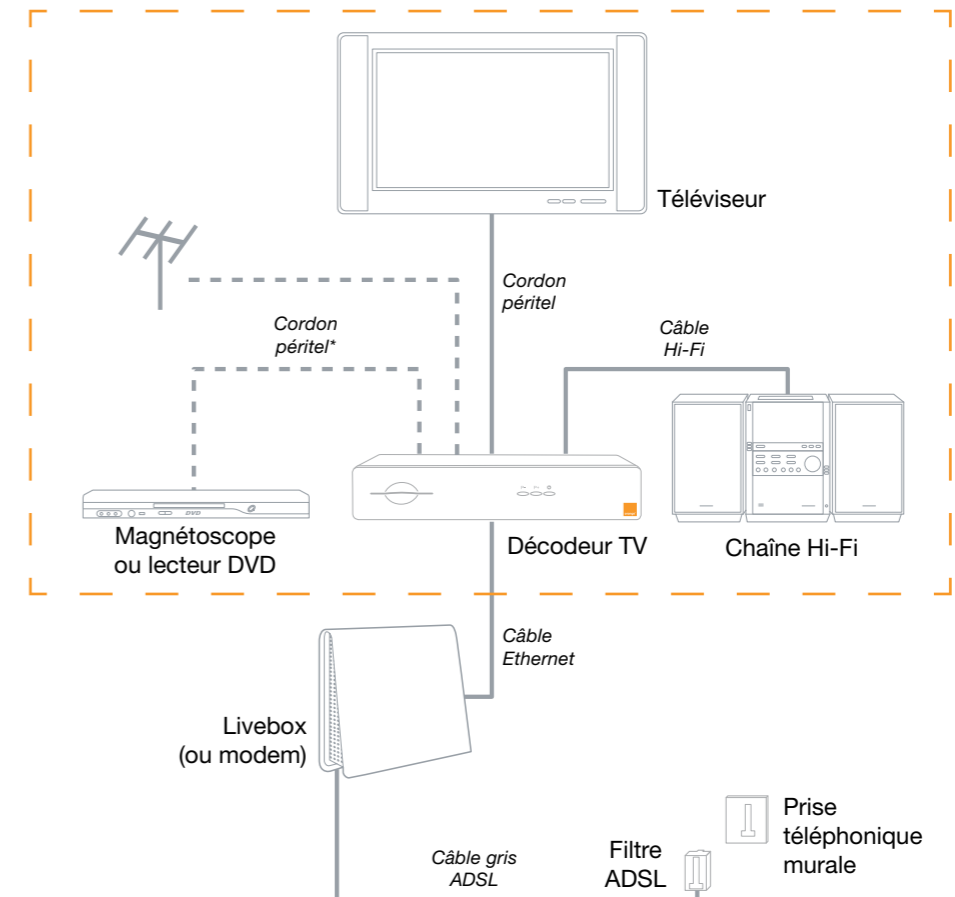 Téléviseur
Cordon
péritel
Cordon
péritel*
Câble
Hi-Fi
DVD
Magnétoscope
ou lecteur DVD
Décodeur TV
Chaîne Hi-Fi
Câble
Ethernet
Livebox
(ou modem)
Prise
téléphonique
murale
Filtre
ADSL
Câble gris
ADSL